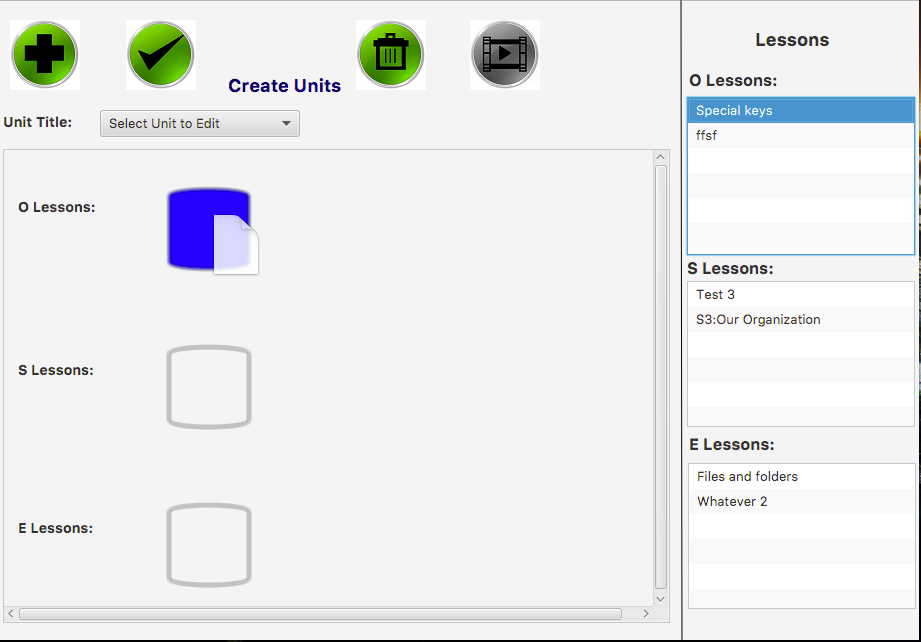 Create Units
Unit Title:
Select Unit to Edit
O Lessons:
S Lessons:
E Lessons:
Lessons
O Lessons:
Special keys
ffsf
S Lessons:
Test 3
S3:Our Organization
E Lessons:
Files and folders
Whatever 2